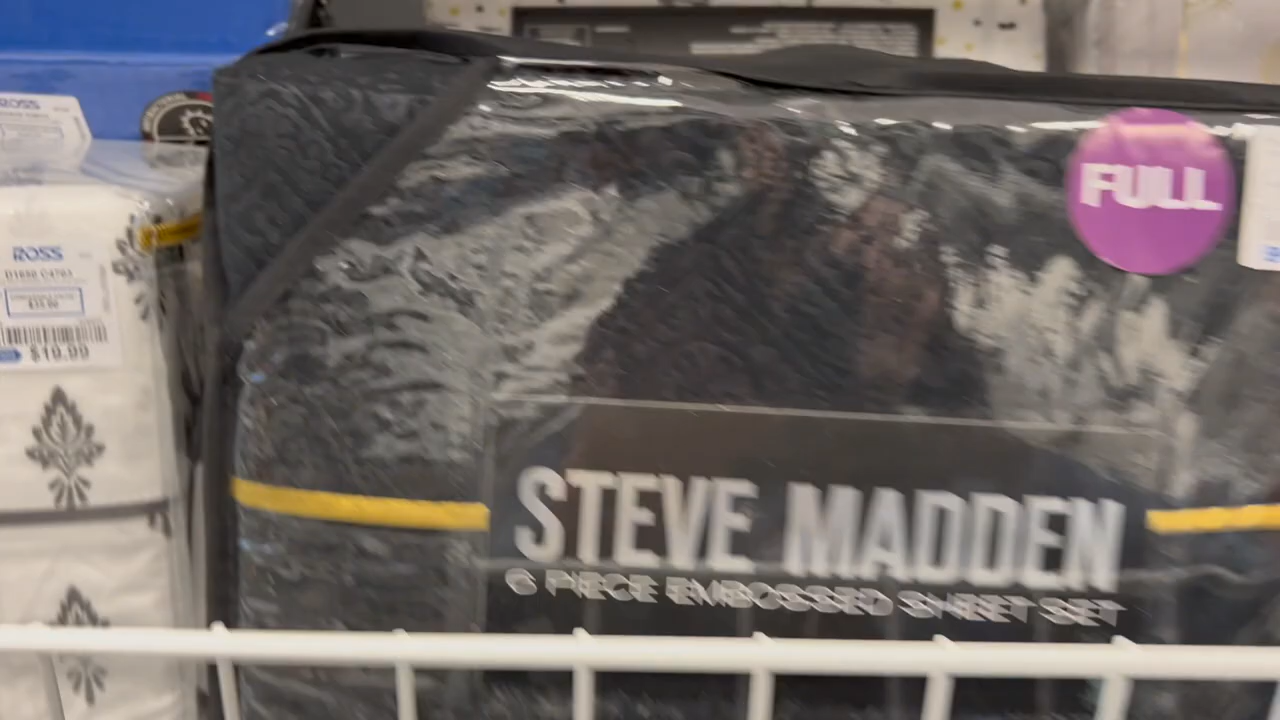 ROSS
FULL
ROSS
$19.99
STEVE MADDEN
6 PIECE EMBOSSED SHEET SET